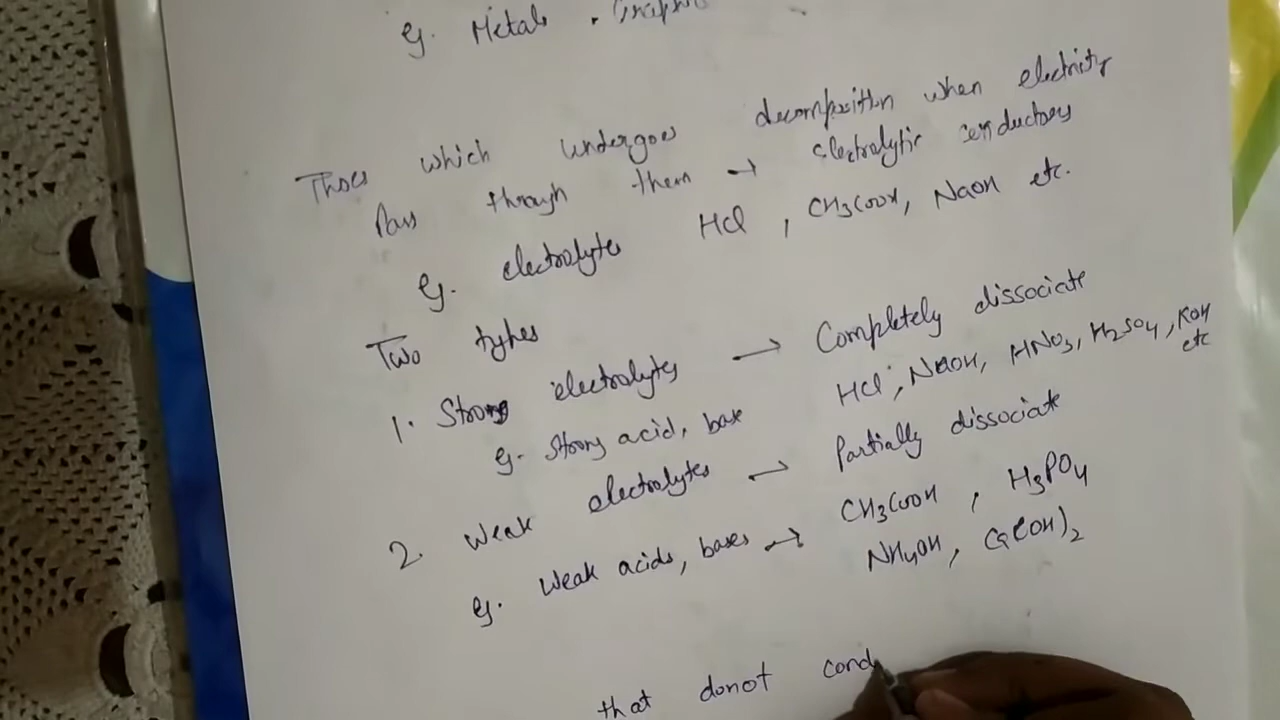 eg. Metals, Graphi
Thoes which undergoes decomposition when electricity
Pass through them → electrolytic conductors
eg. electrolytes HCl, CH3COOH, NaOH etc.
Two types
1. Strong electrolytes → Completely dissociate
eg. Strong acid, base HCl, NaOH, HNO3, H2SO4, KOH etc
2. Weak electrolytes → Partially dissociate
eg. Weak acids, bases → CH3COOH, H3PO4
NH4OH, Ca(OH)2
that donot cond